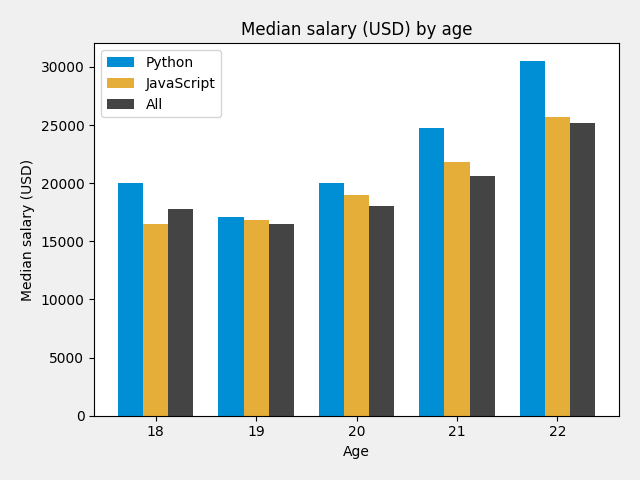 Median salary (USD) by age
Python
JavaScript
All
Median salary (USD)
30000
25000
20000
15000
10000
5000
0
18 19 20 21 22
Age